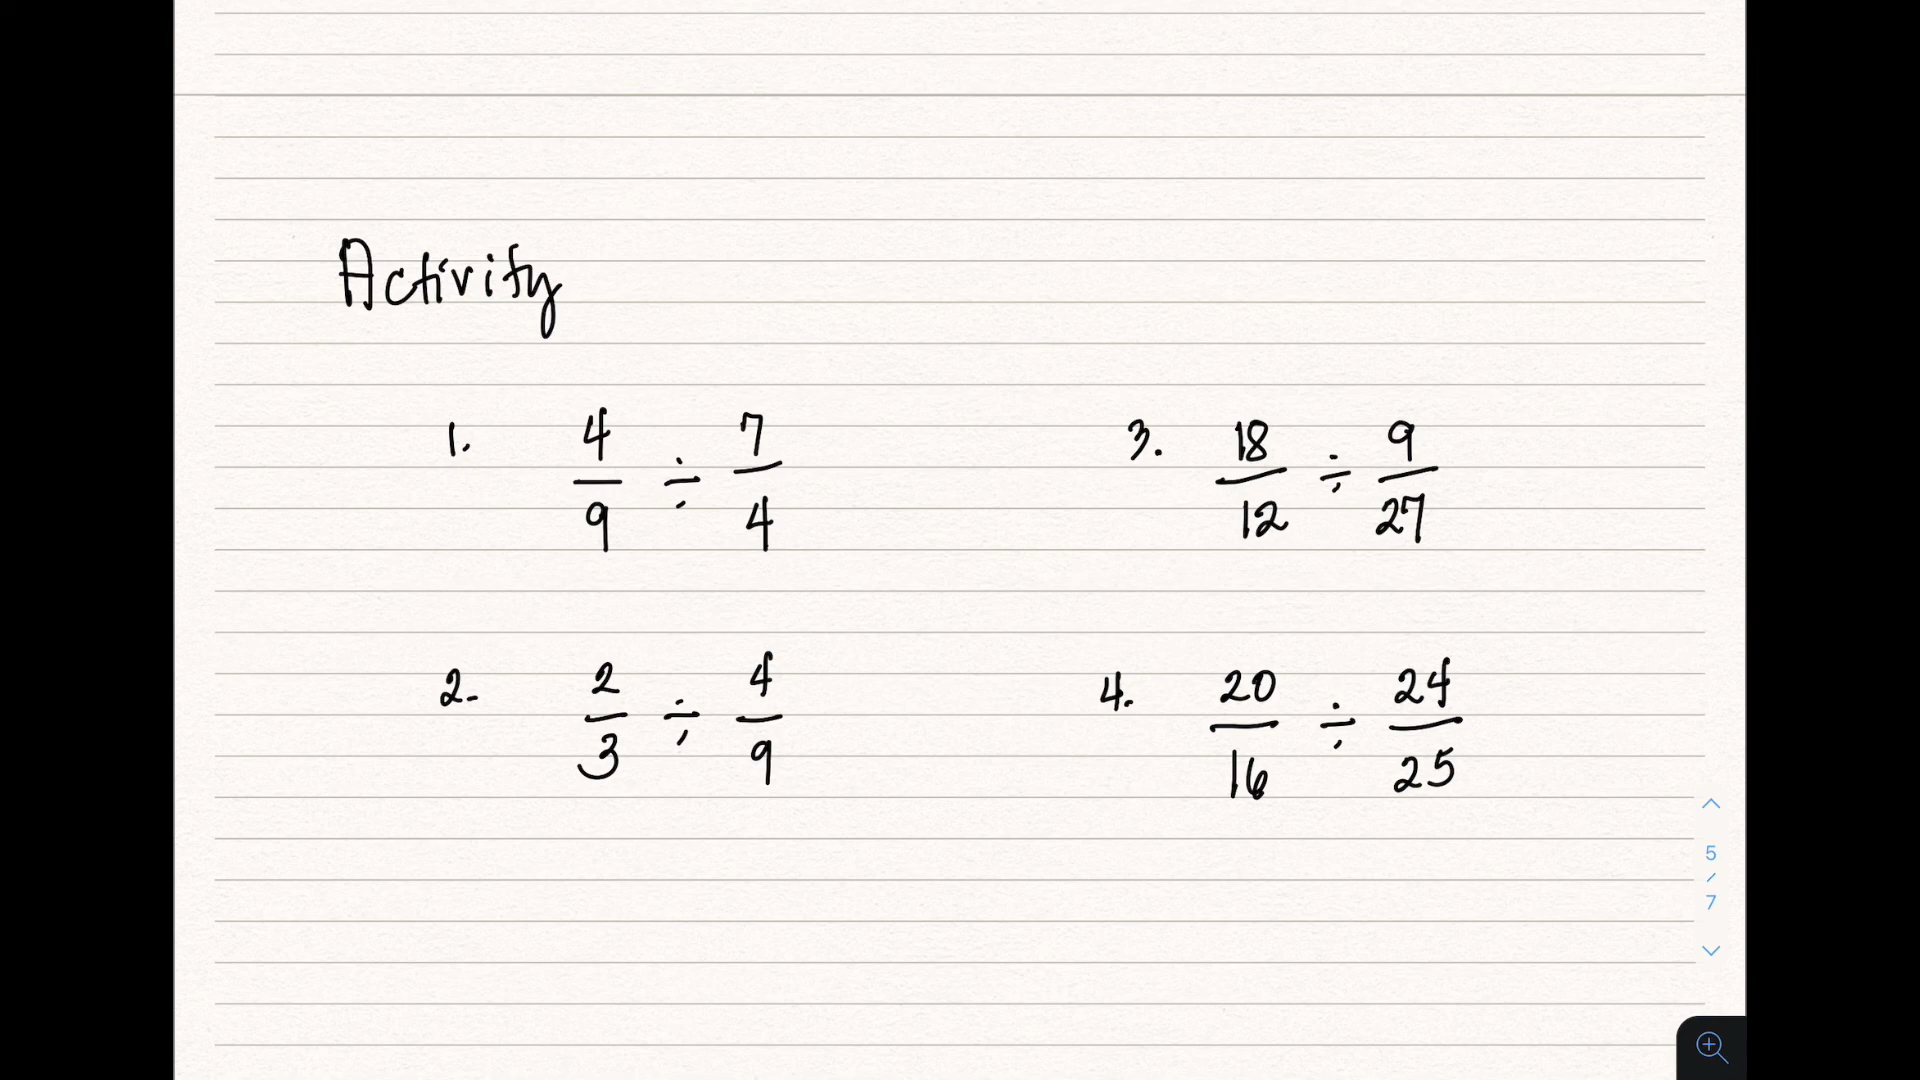 Activity
1. 4/9 ÷ 7/4
2. 2/3 ÷ 4/9
3. 18/12 ÷ 9/27
4. 20/16 ÷ 24/25
5
/
7